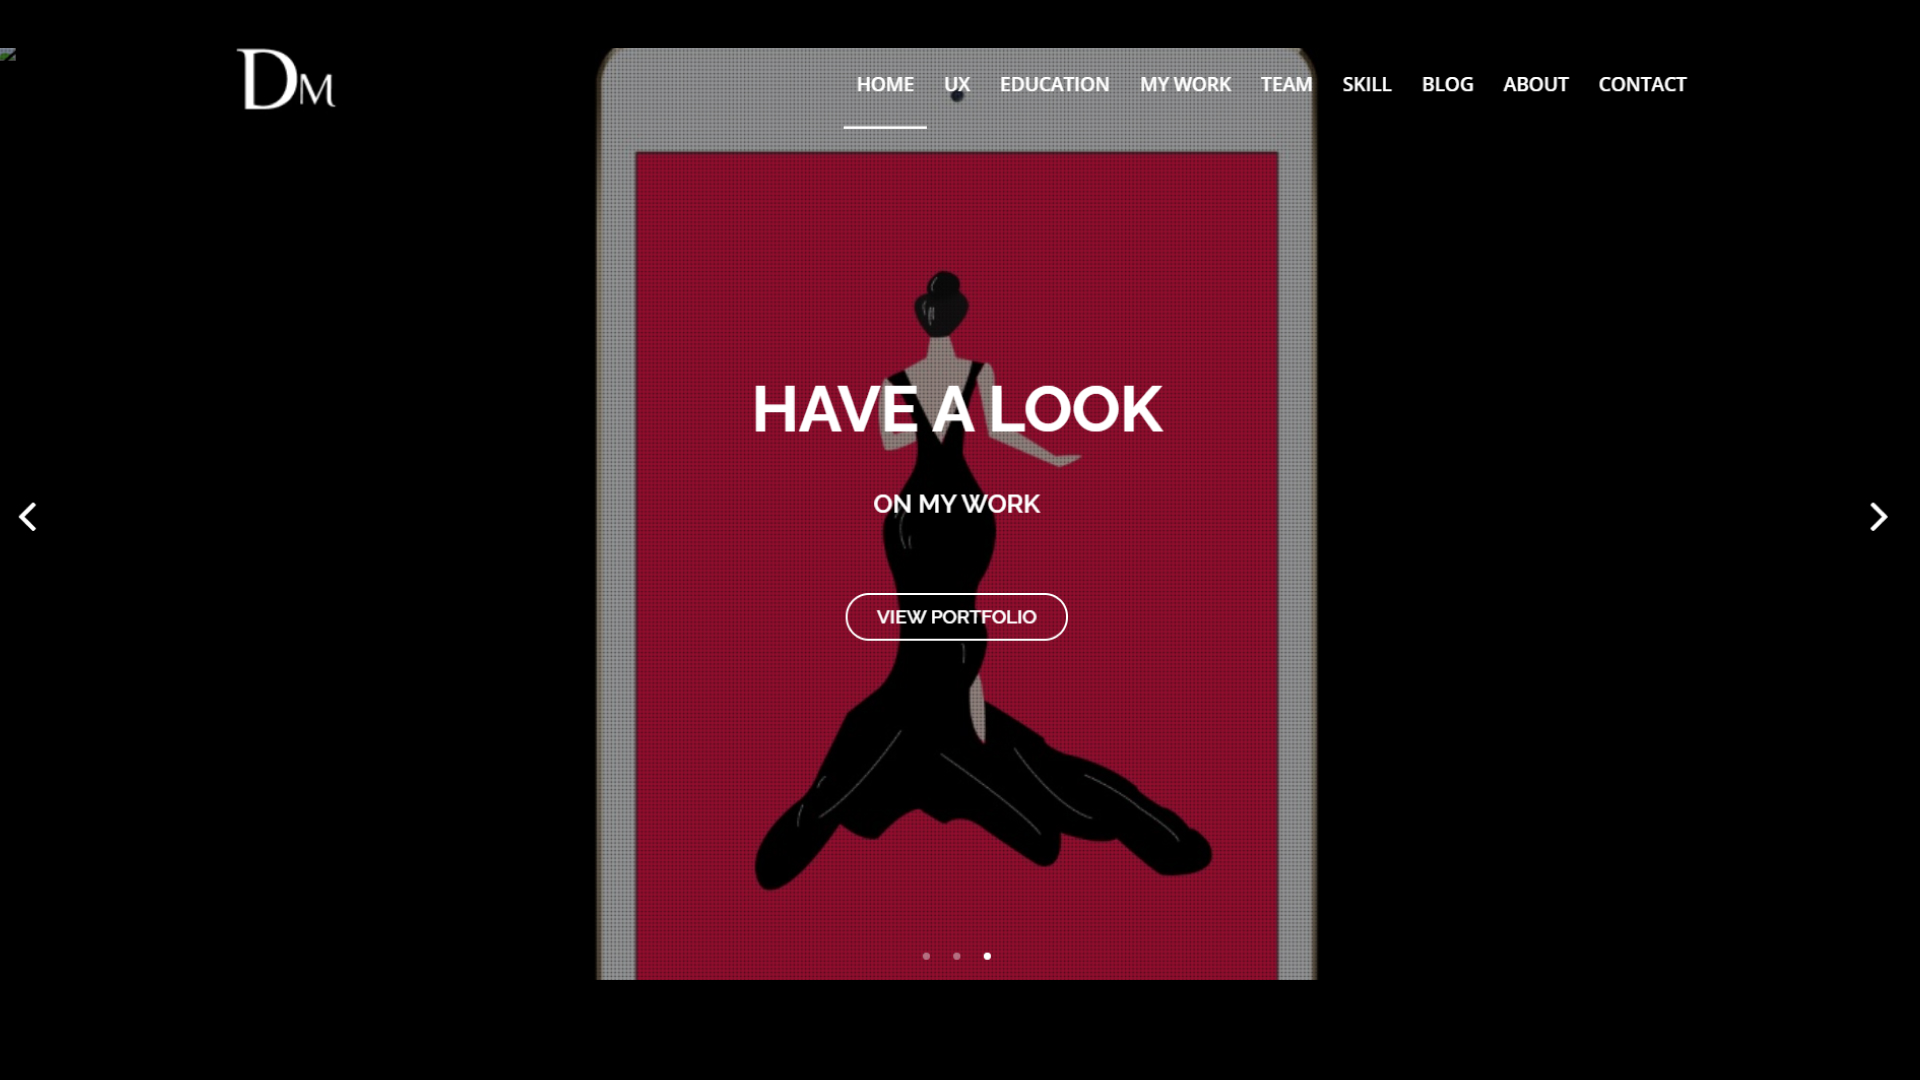 DM
HOME UX EDUCATION MY WORK TEAM SKILL BLOG ABOUT CONTACT
HAVE A LOOK
ON MY WORK
VIEW PORTFOLIO